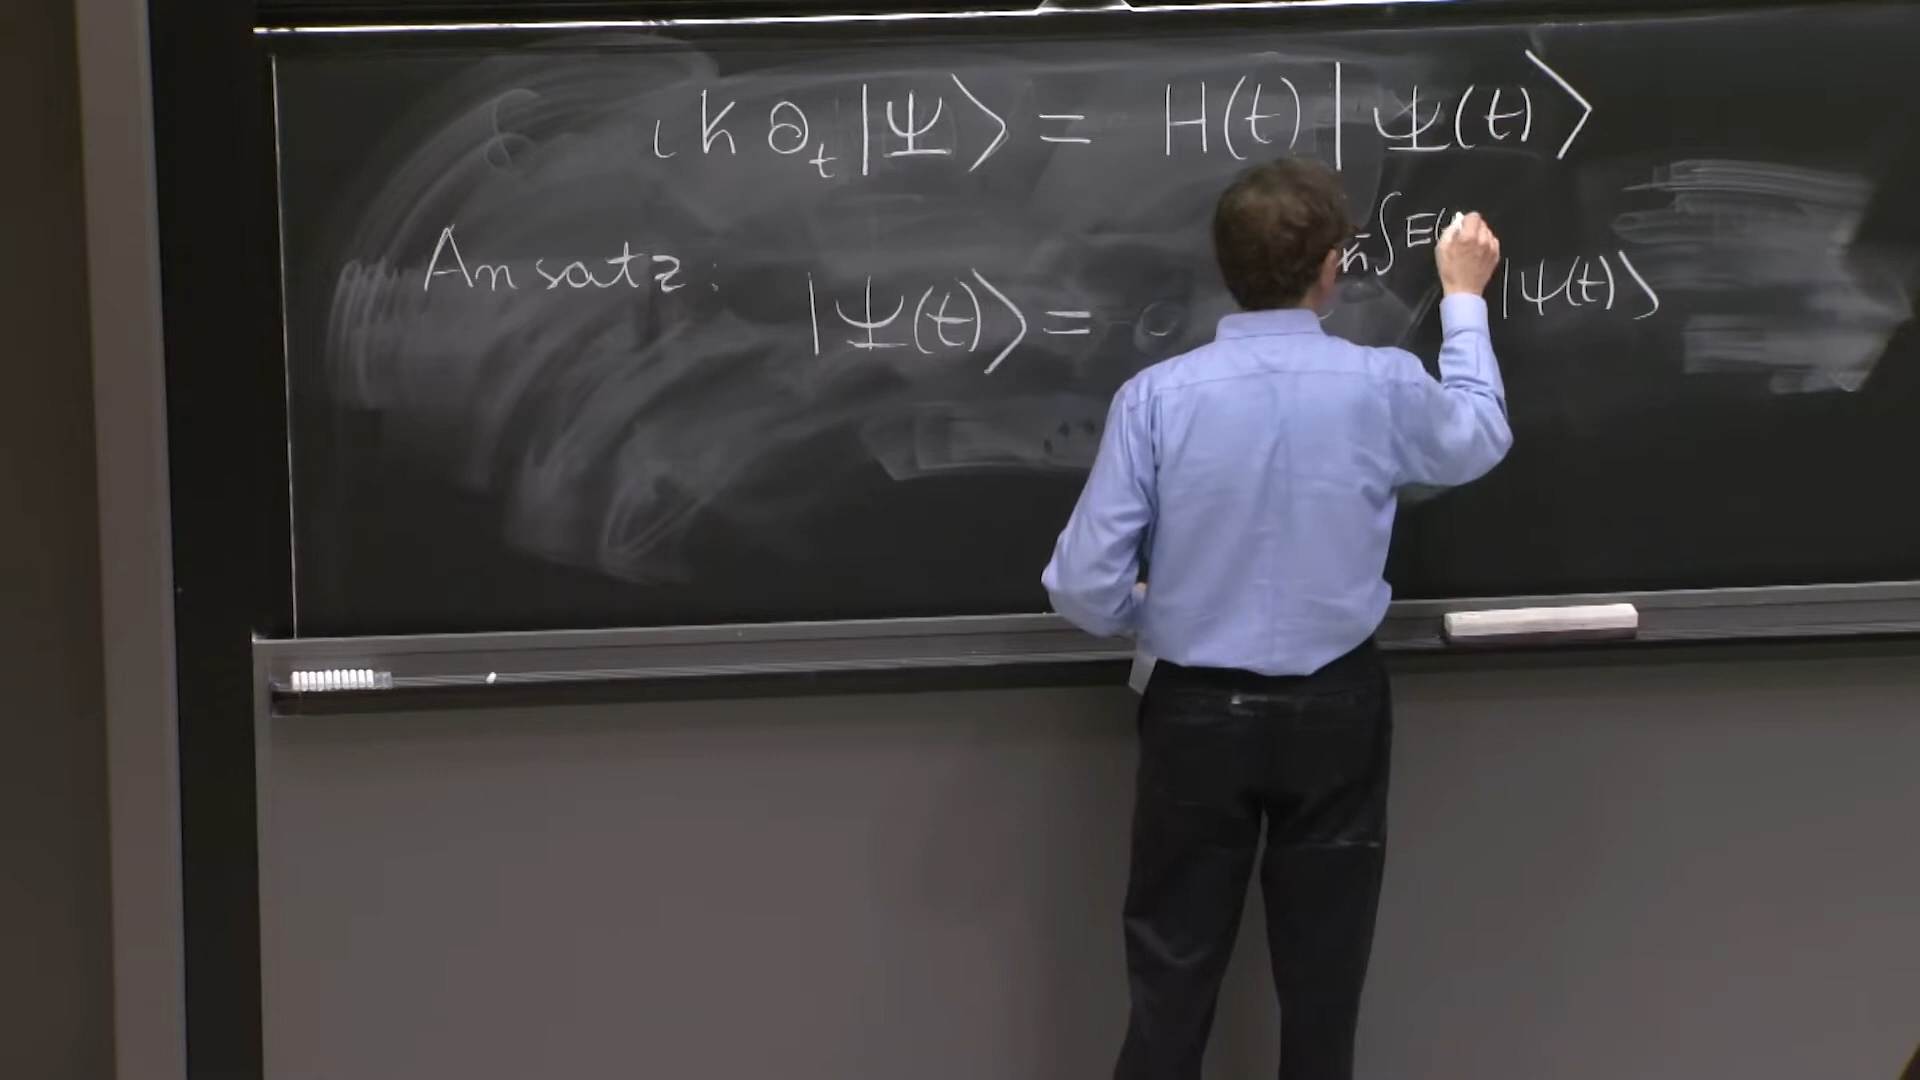 iℏ∂ₜ|Ψ⟩ = H(t)|Ψ(t)⟩
Ansatz: |Ψ(t)⟩ = ℏ ∫ E( |ψ(t)⟩